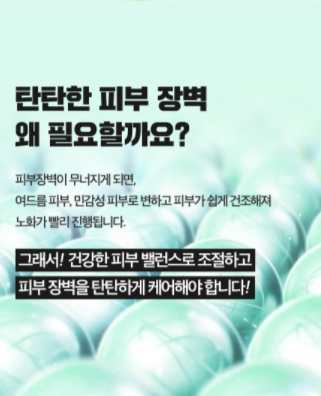 탄탄한 피부 장벽
왜 필요할까요?
피부장벽이 무너지게 되면,
여드름 피부, 민감성 피부로 변하고 피부가 쉽게 건조해져
노화가 빨리 진행됩니다.
그래서! 건강한 피부 밸런스로 조절하고
피부 장벽을 탄탄하게 케어해야 합니다!